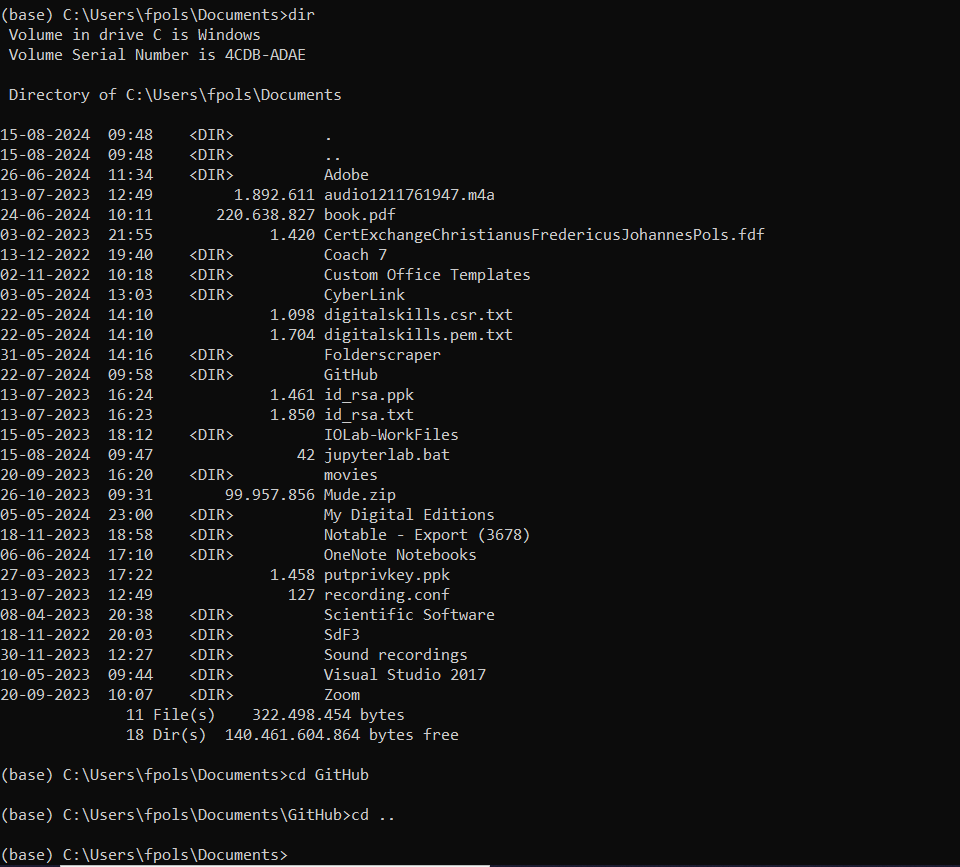 (base) C:\Users\fpols\Documents>dir
 Volume in drive C is Windows
 Volume Serial Number is 4CDB-ADAE

 Directory of C:\Users\fpols\Documents

15-08-2024  09:48    <DIR>          .
15-08-2024  09:48    <DIR>          ..
26-06-2024  11:34    <DIR>          Adobe
13-07-2023  12:49         1.892.611 audio1211761947.m4a
24-06-2024  10:11       220.638.827 book.pdf
03-02-2023  21:55             1.420 CertExchangeChristianusFredericusJohannesPols.fdf
13-12-2022  19:40    <DIR>          Coach 7
02-11-2022  10:18    <DIR>          Custom Office Templates
03-05-2024  13:03    <DIR>          CyberLink
22-05-2024  14:10             1.098 digitalskills.csr.txt
22-05-2024  14:10             1.704 digitalskills.pem.txt
31-05-2024  14:16    <DIR>          Folderscraper
22-07-2024  09:58    <DIR>          GitHub
13-07-2023  16:24             1.461 id_rsa.ppk
13-07-2023  16:23             1.850 id_rsa.txt
15-05-2023  18:12    <DIR>          IOLab-WorkFiles
15-08-2024  09:47                42 jupyterlab.bat
20-09-2023  16:20    <DIR>          movies
26-10-2023  09:31        99.957.856 Mude.zip
05-05-2024  23:00    <DIR>          My Digital Editions
18-11-2023  18:58    <DIR>          Notable - Export (3678)
06-06-2024  17:10    <DIR>          OneNote Notebooks
27-03-2023  17:22             1.458 putprivkey.ppk
13-07-2023  12:49               127 recording.conf
08-04-2023  20:38    <DIR>          Scientific Software
18-11-2022  20:03    <DIR>          SdF3
30-11-2023  12:27    <DIR>          Sound recordings
10-05-2023  09:44    <DIR>          Visual Studio 2017
20-09-2023  10:07    <DIR>          Zoom
              11 File(s)    322.498.454 bytes
              18 Dir(s)  140.461.604.864 bytes free

(base) C:\Users\fpols\Documents>cd GitHub

(base) C:\Users\fpols\Documents\GitHub>cd ..

(base) C:\Users\fpols\Documents>